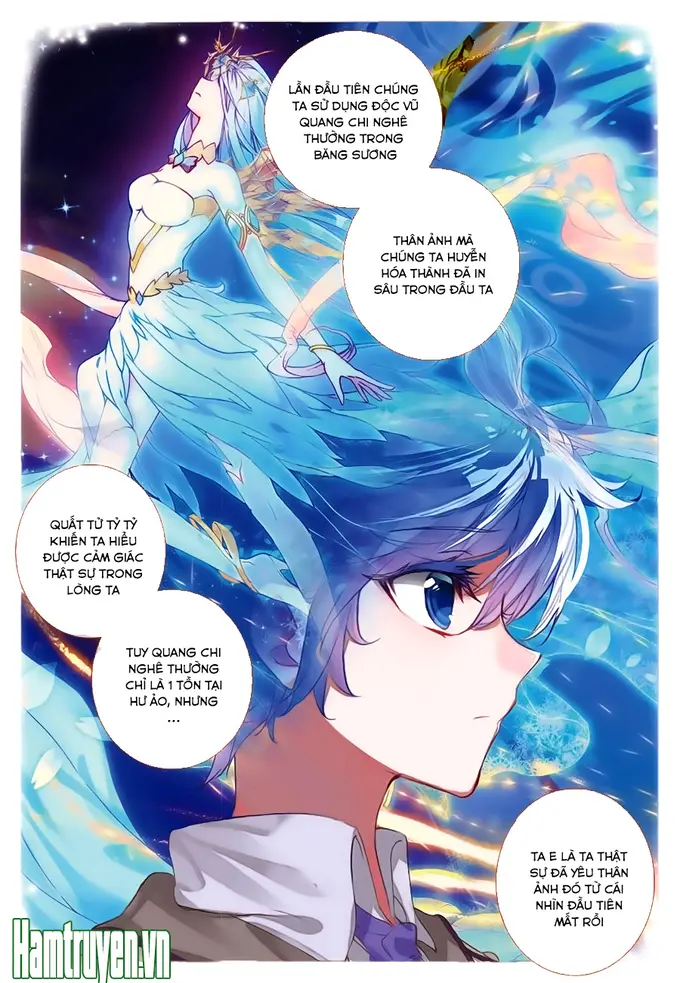 LẦN ĐẦU TIÊN CHÚNG
TA SỬ DỤNG ĐỘC VŨ
QUANG CHI NGHÊ
THƯỜNG TRONG
BĂNG SƯƠNG
THÂN ẢNH MÀ
CHÚNG TA HUYỄN
HÓA THÀNH ĐÃ IN
SÂU TRONG ĐẦU TA
QUẤT TỬ TỶ TỶ
KHIẾN TA HIỂU
ĐƯỢC CẢM GIÁC
THẬT SỰ TRONG
LÒNG TA
TUY QUANG CHI
NGHÊ THƯỜNG
CHỈ LÀ 1 TỒN TẠI
HƯ ẢO, NHƯNG
...
TA E LÀ TA THẬT
SỰ ĐÃ YÊU THÂN
ẢNH ĐÓ TỪ CÁI
NHÌN ĐẦU TIÊN
MẤT RỒI
Hamtruyen.vn